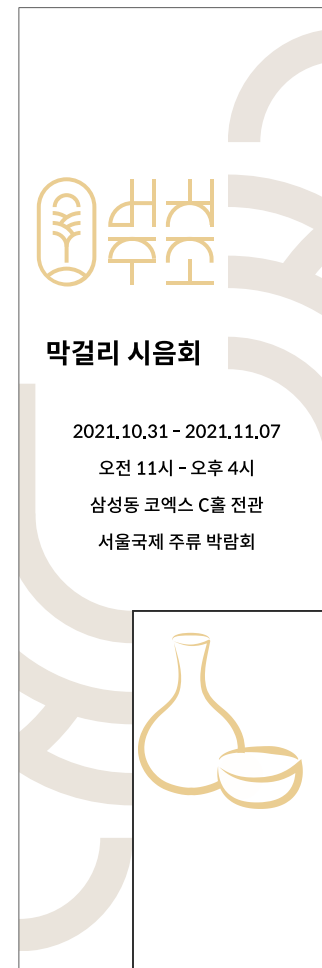 막걸리 시음회
2021.10.31 - 2021.11.07
오전 11시 - 오후 4시
삼성동 코엑스 C홀 전관
서울국제 주류 박람회